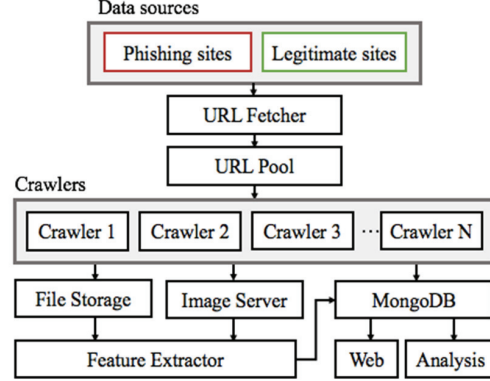 Data sources
Phishing sites
Legitimate sites
URL Fetcher
URL Pool
Crawlers
Crawler 1
Crawler 2
Crawler 3
...
Crawler N
File Storage
Image Server
MongoDB
Feature Extractor
Web
Analysis